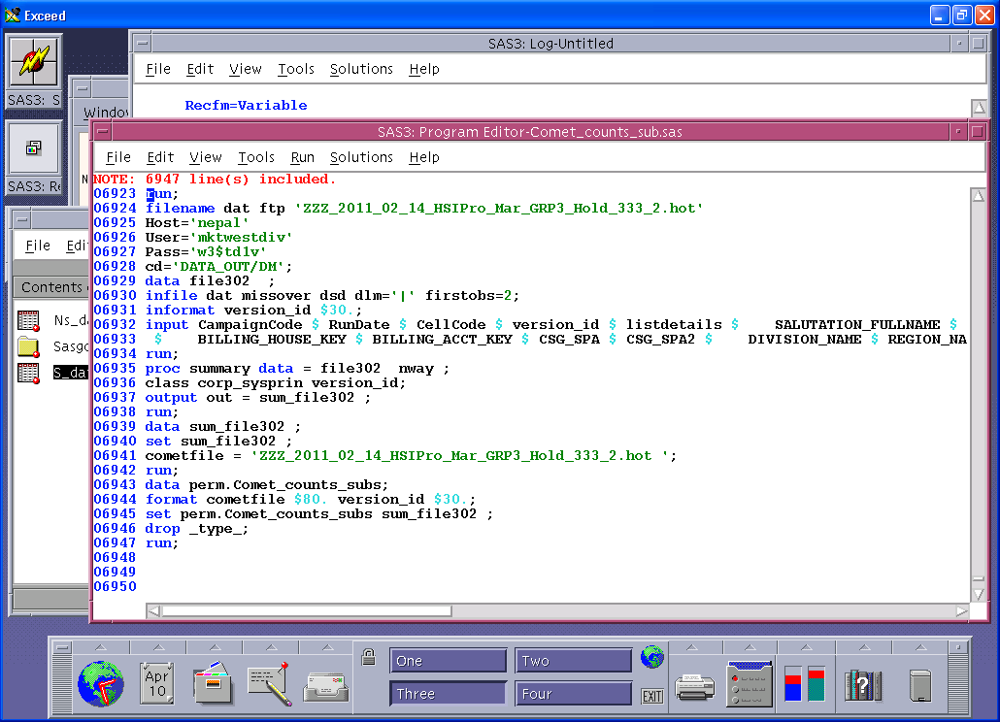 Exceed
SAS3: Log-Untitled
File Edit View Tools Solutions Help
SAS3: S
Recfm=Variable
Windo
SAS3: Program Editor-Comet_counts_sub.sas
File Edit View Tools Run Solutions Help
SAS3: Re
N
NOTE: 6947 line(s) included.
06923 run;
06924 filename dat ftp 'ZZZ_2011_02_14_HSIPro_Mar_GRP3_Hold_333_2.hot'
06925 Host='nepal'
06926 User='mktwestdiv'
06927 Pass='w3$td1v'
06928 cd='DATA_OUT/DM';
06929 data file302 ;
06930 infile dat missover dsd dlm='|' firstobs=2;
06931 informat version_id $30.;
06932 input CampaignCode $ RunDate $ CellCode $ version_id $ listdetails $ SALUTATION_FULLNAME $
06933 $ BILLING_HOUSE_KEY $ BILLING_ACCT_KEY $ CSG_SPA $ CSG_SPA2 $ DIVISION_NAME $ REGION_NA
06934 run;
06935 proc summary data = file302 nway ;
06936 class corp_sysprin version_id;
06937 output out = sum_file302 ;
06938 run;
06939 data sum_file302 ;
06940 set sum_file302 ;
06941 cometfile = 'ZZZ_2011_02_14_HSIPro_Mar_GRP3_Hold_333_2.hot ';
06942 run;
06943 data perm.Comet_counts_subs;
06944 format cometfile $80. version_id $30.;
06945 set perm.Comet_counts_subs sum_file302 ;
06946 drop _type_;
06947 run;
06948
06949
06950
File Edi
Contents
Ns_da
Sasgo
S_da
Apr
10
One
Two
Three
Four
EXIT
?